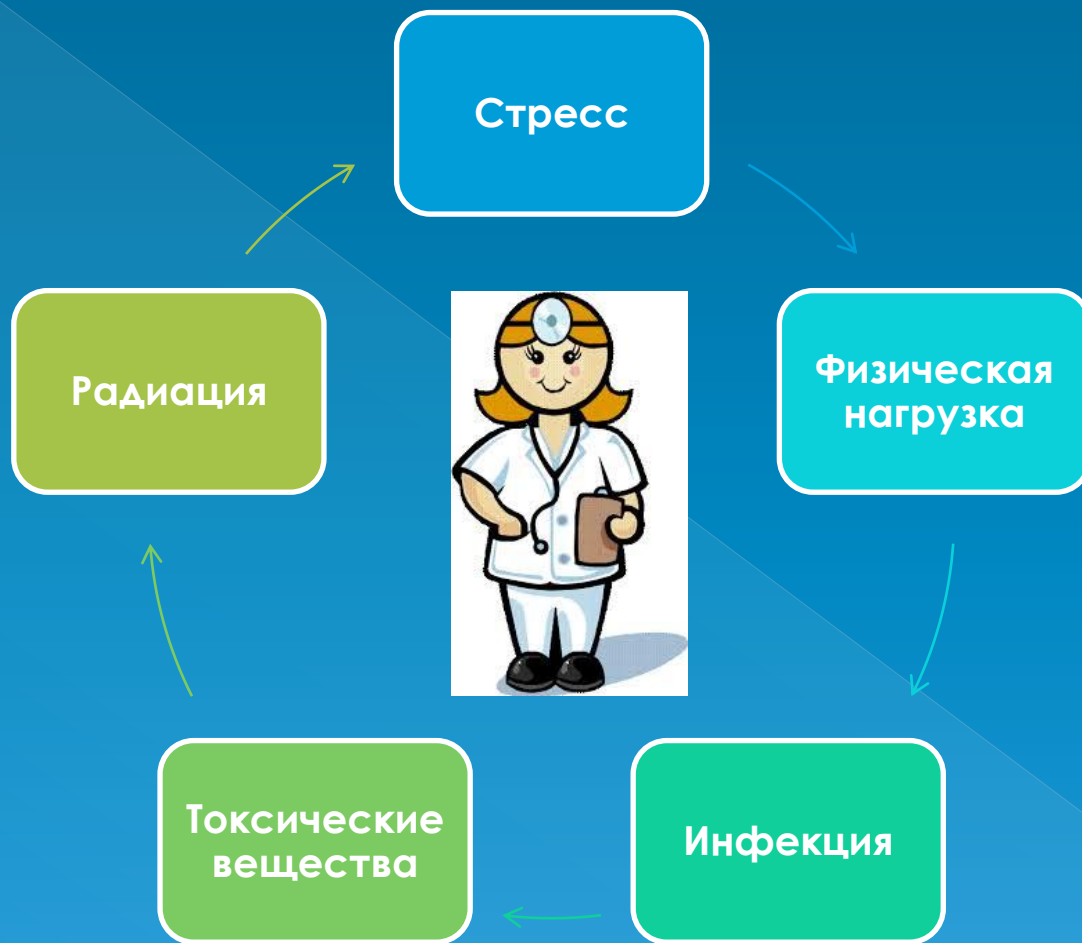 Стресс
Физическая
нагрузка
Инфекция
Токсические
вещества
Радиация